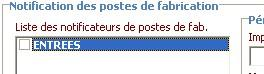 Notification des postes de fabrication
Liste des notificateurs de postes de fab.
ENTREES